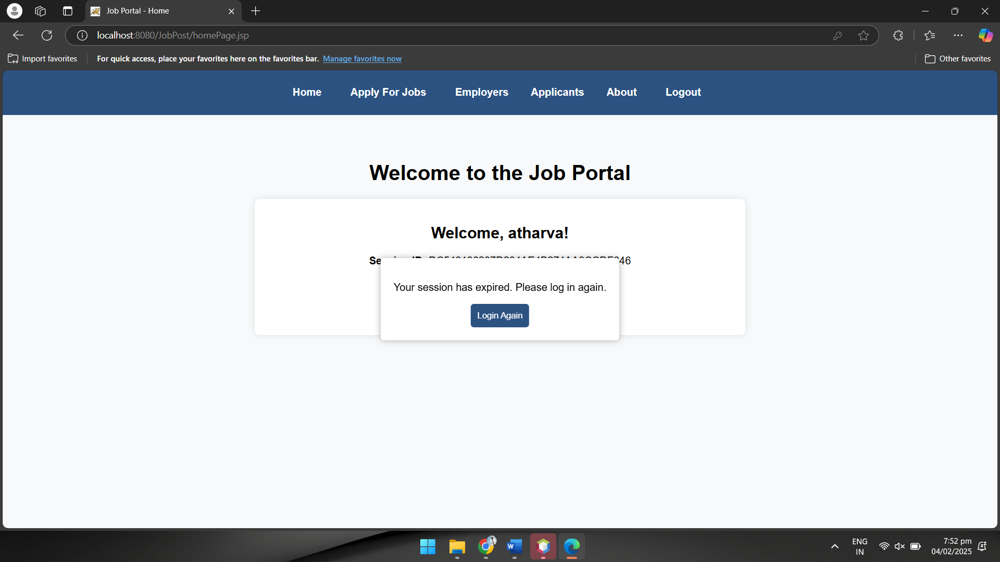 Job Portal - Home
localhost:8080/JobPost/homePage.jsp
Import favorites
For quick access, place your favorites here on the favorites bar. Manage favorites now
Other favorites
Home Apply For Jobs Employers Applicants About Logout
Welcome to the Job Portal
Welcome, atharva!
Your session has expired. Please log in again.
Login Again
ENG
IN
7:52 pm
04/02/2025